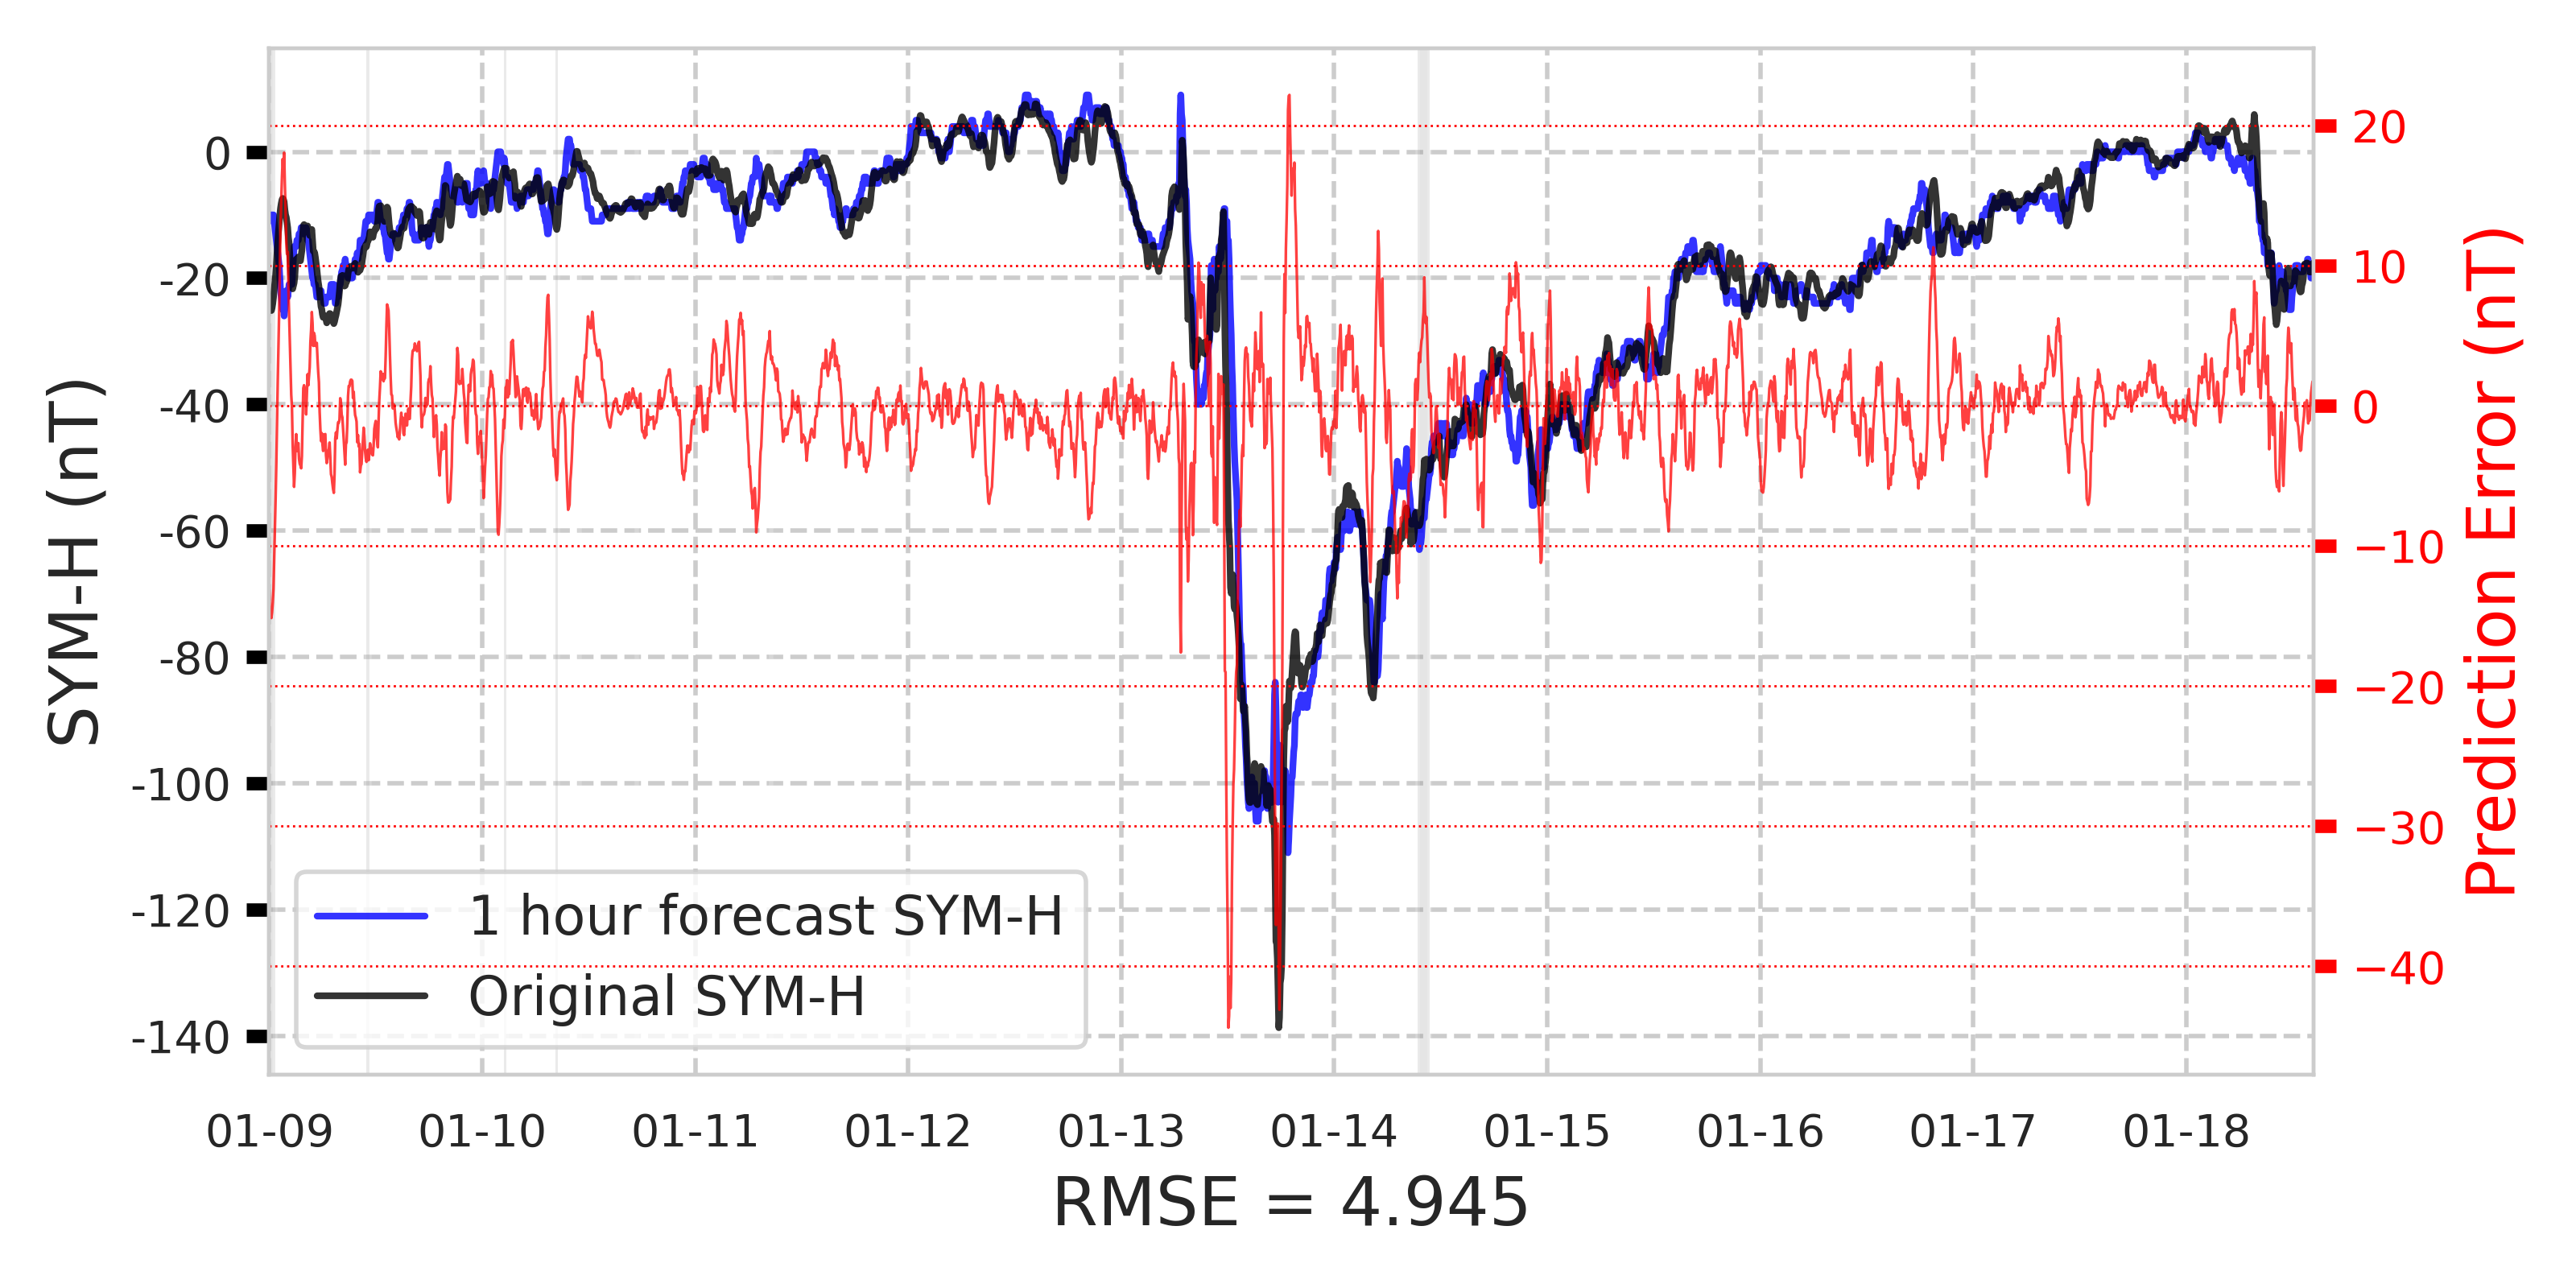 SYM-H (nT)
0
-20
-40
-60
-80
-100
-120
-140
20
10
0
−10
−20
−30
−40
Prediction Error (nT)
1 hour forecast SYM-H
Original SYM-H
01-09 01-10 01-11 01-12 01-13 01-14 01-15 01-16 01-17 01-18
RMSE = 4.945